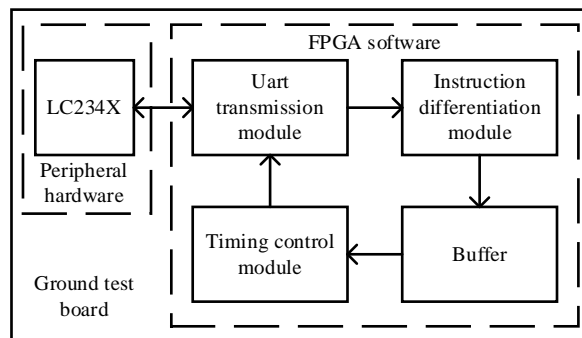 FPGA software
LC234X
Peripheral
hardware
Uart
transmission
module
Instruction
differentiation
module
Timing control
module
Buffer
Ground test
board